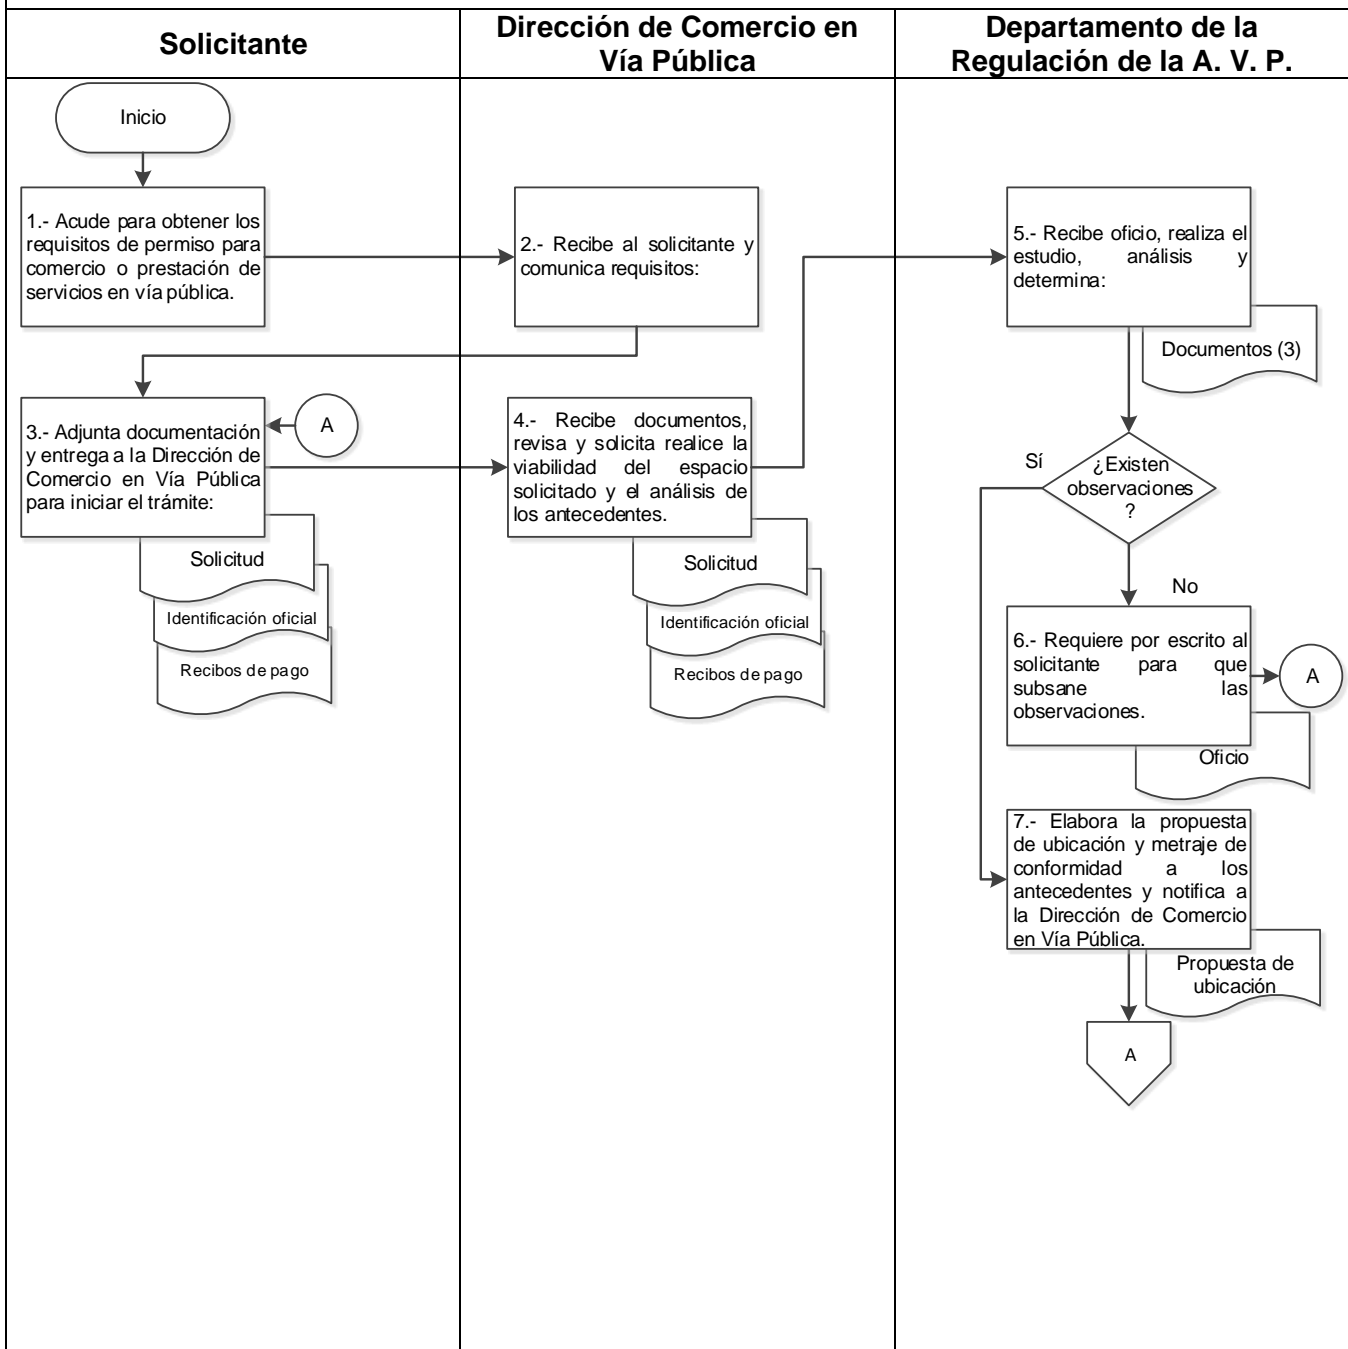 Solicitante
Dirección de Comercio en
Vía Pública
Departamento de la
Regulación de la A. V. P.
Inicio
1.- Acude para obtener los
requisitos de permiso para
comercio o prestación de
servicios en vía pública.
2.- Recibe al solicitante y
comunica requisitos:
3.- Adjunta documentación
y entrega a la Dirección de
Comercio en Vía Pública
para iniciar el trámite:
A
Solicitud
Identificación oficial
Recibos de pago
4.- Recibe documentos,
revisa y solicita realice la
viabilidad del espacio
solicitado y el análisis de
los antecedentes.
Solicitud
Identificación oficial
Recibos de pago
5.- Recibe oficio, realiza el
estudio, análisis y
determina:
Documentos (3)
¿Existen
observaciones
?
Sí
No
6.- Requiere por escrito al
solicitante para que
subsane las
observaciones.
A
Oficio
7.- Elabora la propuesta
de ubicación y metraje de
conformidad a los
antecedentes y notifica a
la Dirección de Comercio
en Vía Pública.
Propuesta de
ubicación
A